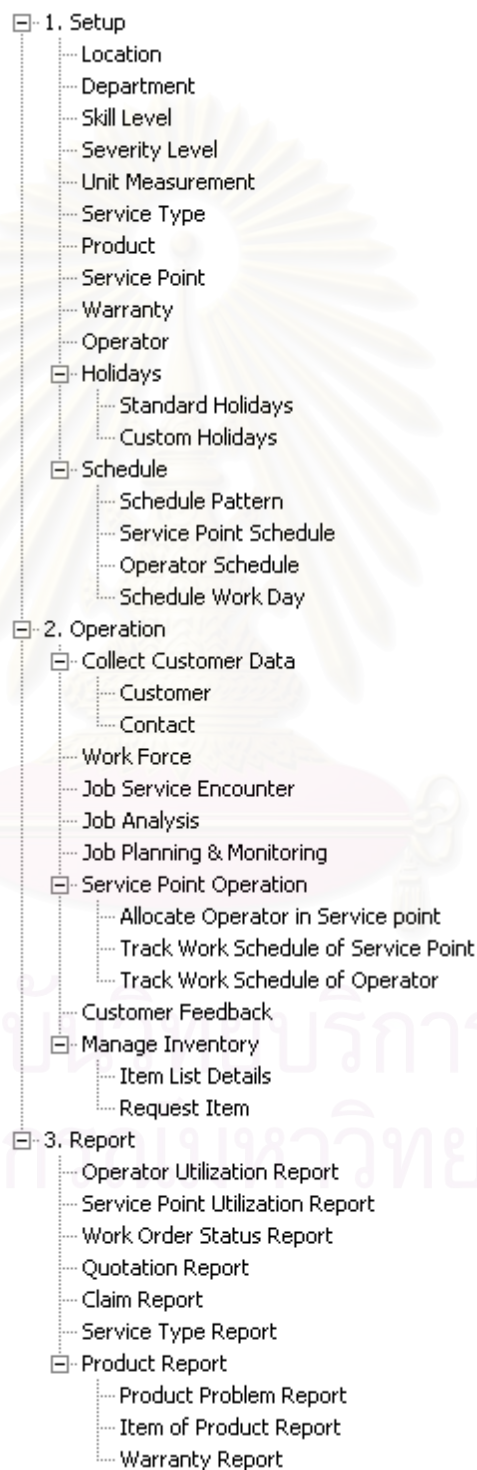 1. Setup
Location
Department
Skill Level
Severity Level
Unit Measurement
Service Type
Product
Service Point
Warranty
Operator
Holidays
Standard Holidays
Custom Holidays
Schedule
Schedule Pattern
Service Point Schedule
Operator Schedule
Schedule Work Day
2. Operation
Collect Customer Data
Customer
Contact
Work Force
Job Service Encounter
Job Analysis
Job Planning & Monitoring
Service Point Operation
Allocate Operator in Service point
Track Work Schedule of Service Point
Track Work Schedule of Operator
Customer Feedback
Manage Inventory
Item List Details
Request Item
3. Report
Operator Utilization Report
Service Point Utilization Report
Work Order Status Report
Quotation Report
Claim Report
Service Type Report
Product Report
Product Problem Report
Item of Product Report
Warranty Report